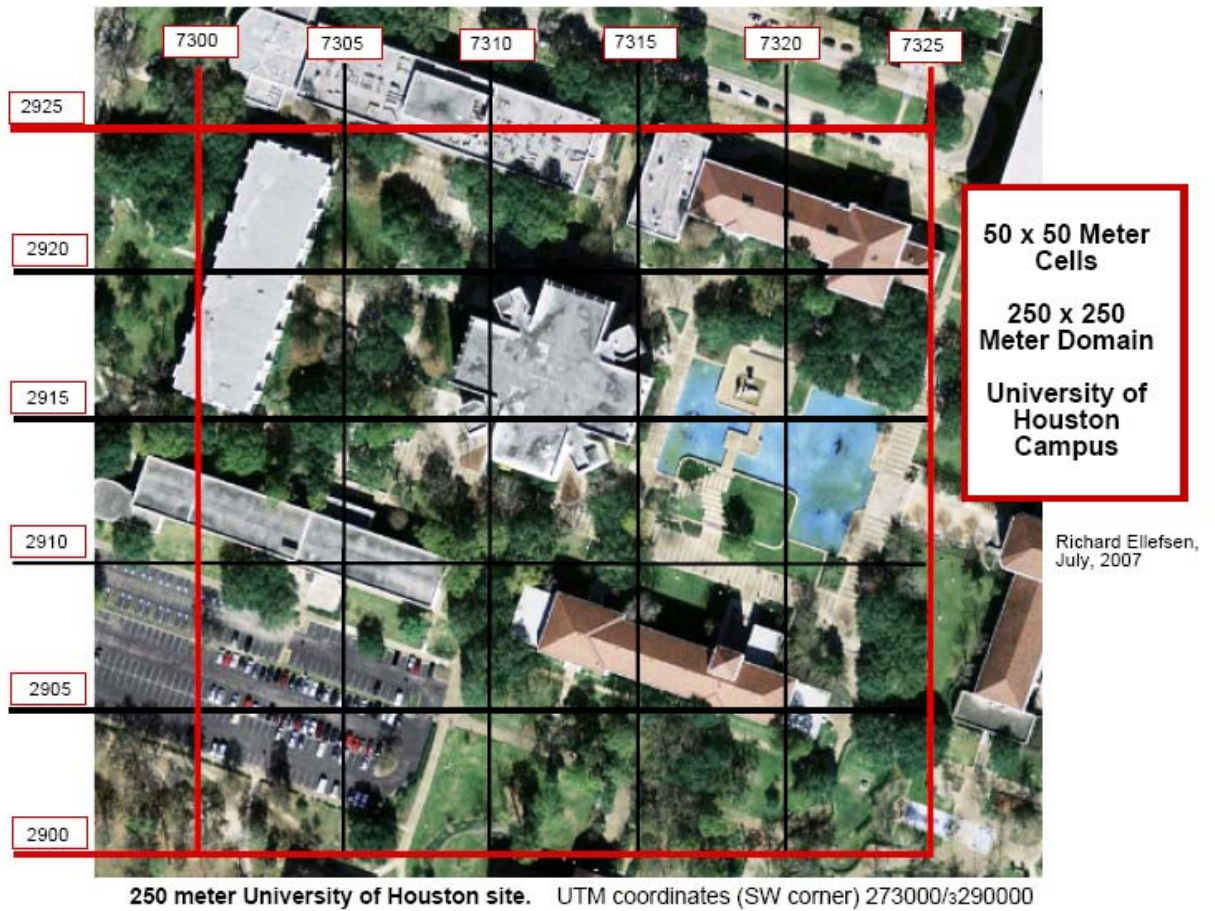 7300 7305 7310 7315 7320 7325
2925
2920
2915
2910
2905
2900
50 x 50 Meter
Cells
250 x 250
Meter Domain
University of
Houston
Campus
Richard Ellefsen,
July, 2007
250 meter University of Houston site. UTM coordinates (SW corner) 273000/3290000